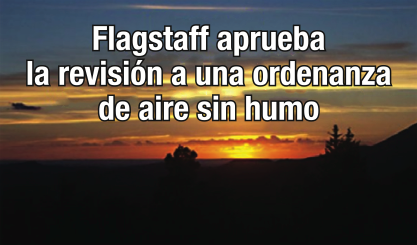 Flagstaff aprueba
la revisión a una ordenanza
de aire sin humo